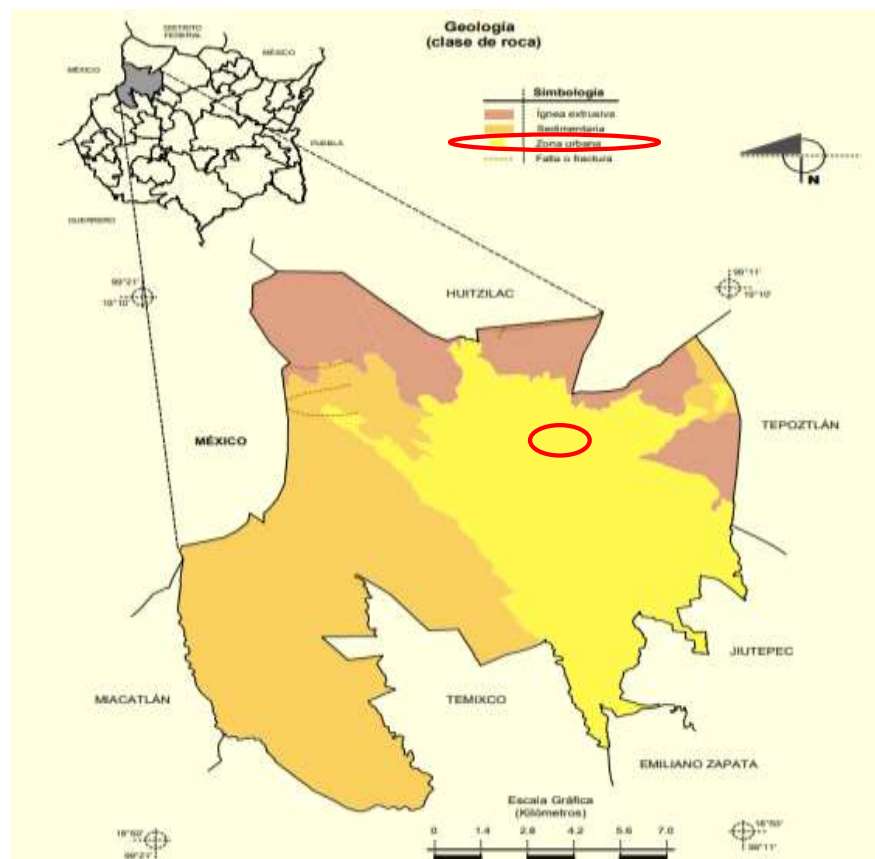 Geología
(clase de roca)
DISTRITO
FEDERAL
MÉXICO
MÉXICO
PUEBLA
GUERRERO
Simbología
Ígnea extrusiva
Sedimentaria
Zona urbana
Falla o fractura
N
99°21'
19°10'
HUITZILAC
99°11'
19°10'
MÉXICO
TEPOZTLÁN
JIUTEPEC
MIACATLÁN
TEMIXCO
EMILIANO ZAPATA
Escala Gráfica
(Kilómetros)
0 1.4 2.8 4.2 5.6 7.0
18°50'
99°21'
18°50'
99°11'